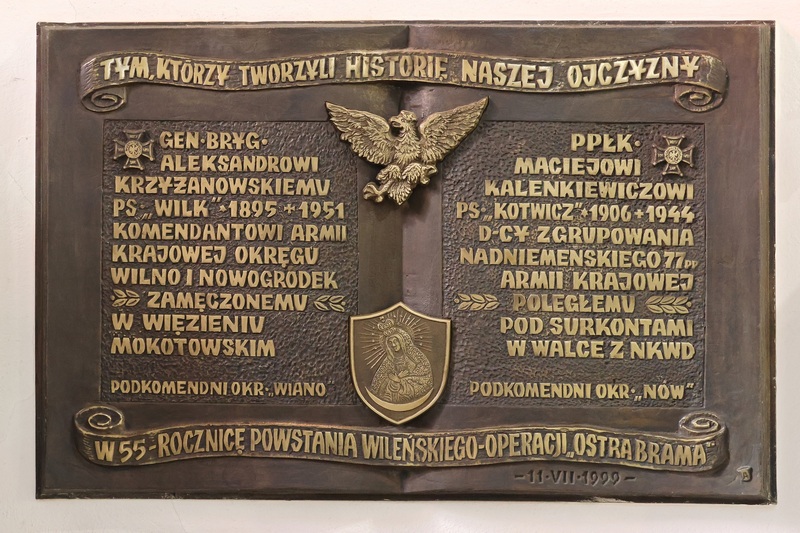 TYM, KTÓRZY TWORZYLI HISTORIĘ NASZEJ OJCZYZNY
GEN·BRYG·
ALEKSANDROWI
KRZYŻANOWSKIEMU
PS·„WILK"*1895+1951
KOMENDANTOWI ARMII
KRAJOWEJ OKRĘGU
WILNO I NOWOGRÓDEK
ZAMĘCZONEMU
W WIĘZIENIU
MOKOTOWSKIM
PODKOMENDNI OKR·„WIANO"
PPŁK·
MACIEJOWI
KALENKIEWICZOWI
PS„KOTWICZ"*1906+1944
D·CY ZGRUPOWANIA
NADNIEMEŃSKIEGO 77pp
ARMII KRAJOWEJ
POLEGŁEMU
POD SURKONTAMI
W WALCE Z NKWD
PODKOMENDNI OKR·„NÓW"
W 55-ROCZNICĘ POWSTANIA WILEŃSKIEGO-OPERACJI„OSTRA BRAMA"
-11·VII·1999-